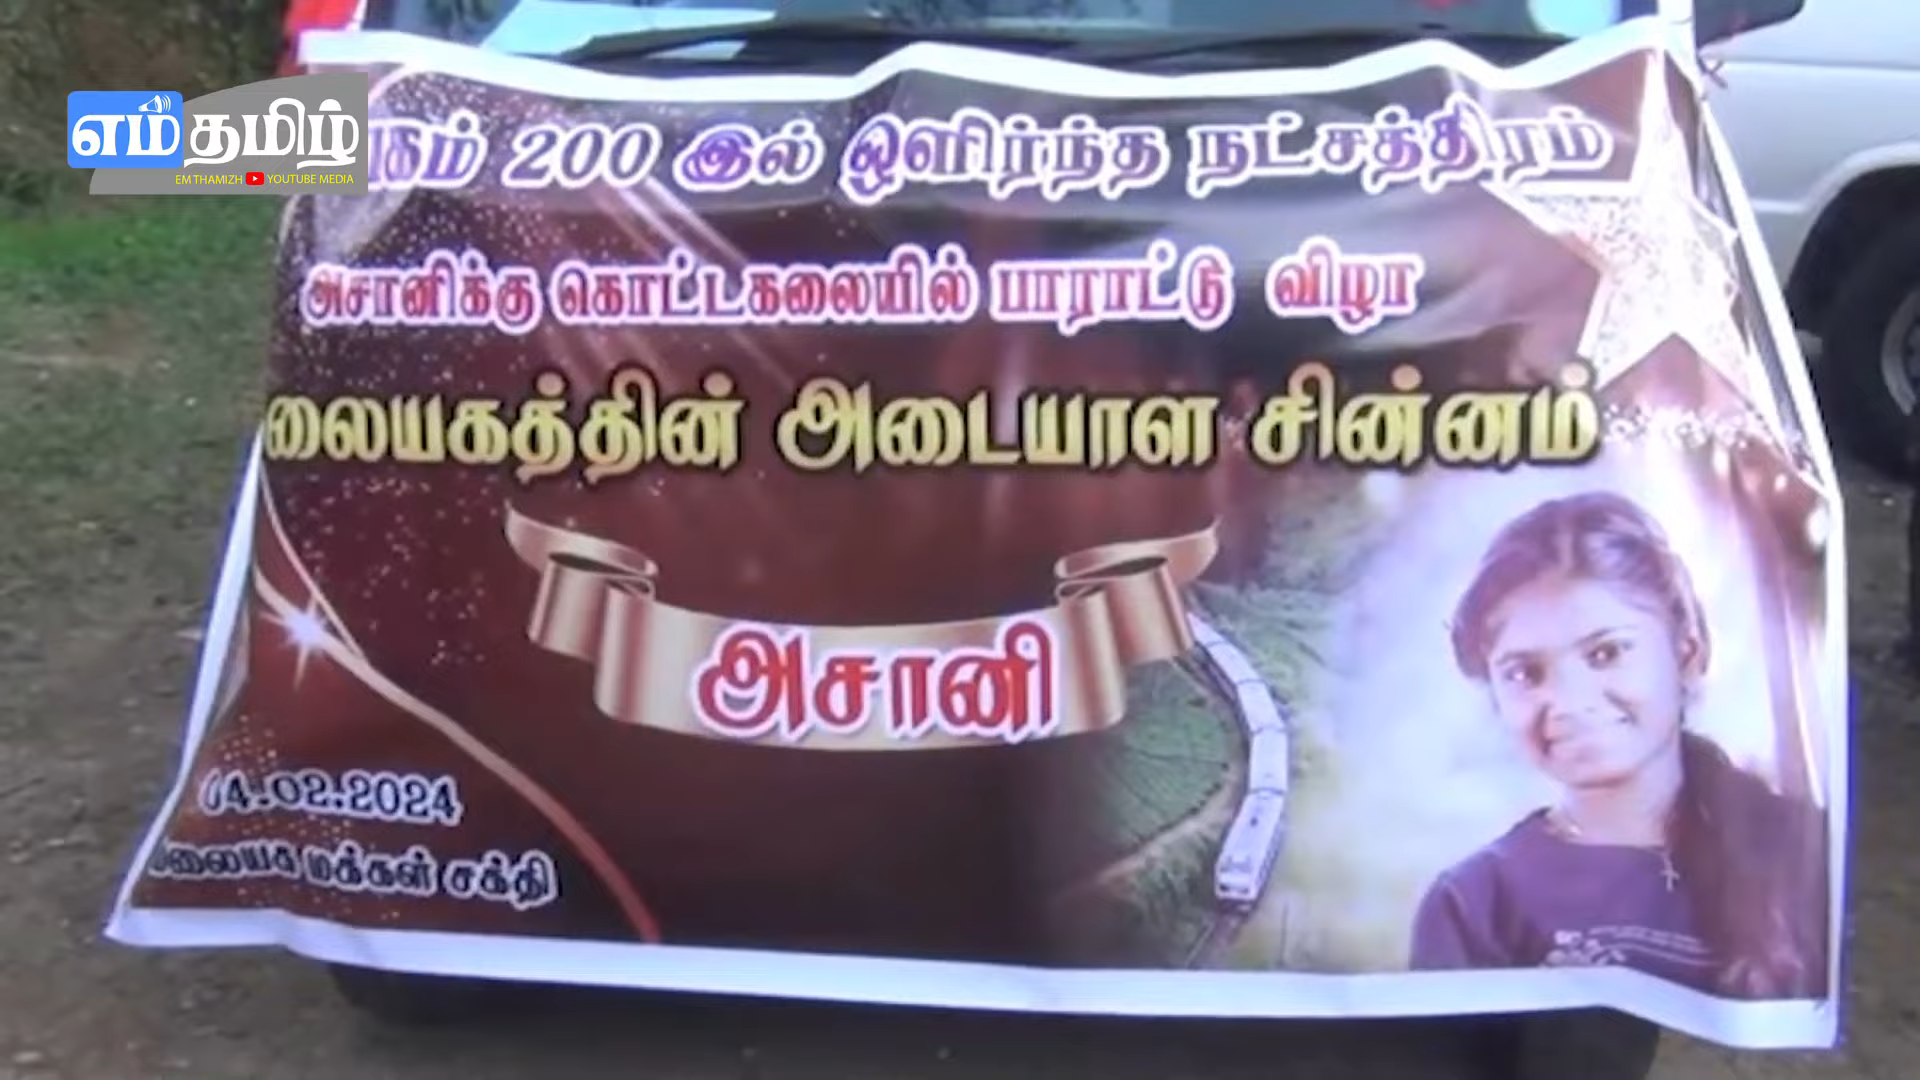 எம் தமிழ்
EM THAMIZH YOUTUBE MEDIA
200 இல் ஒளிர்ந்த நட்சத்திரம்
அசானிக்கு கொட்டகலையில் பாராட்டு விழா
லையகத்தின் அடையாள சின்னம்
அசானி
04.02.2024
மலையக மக்கள் சக்தி